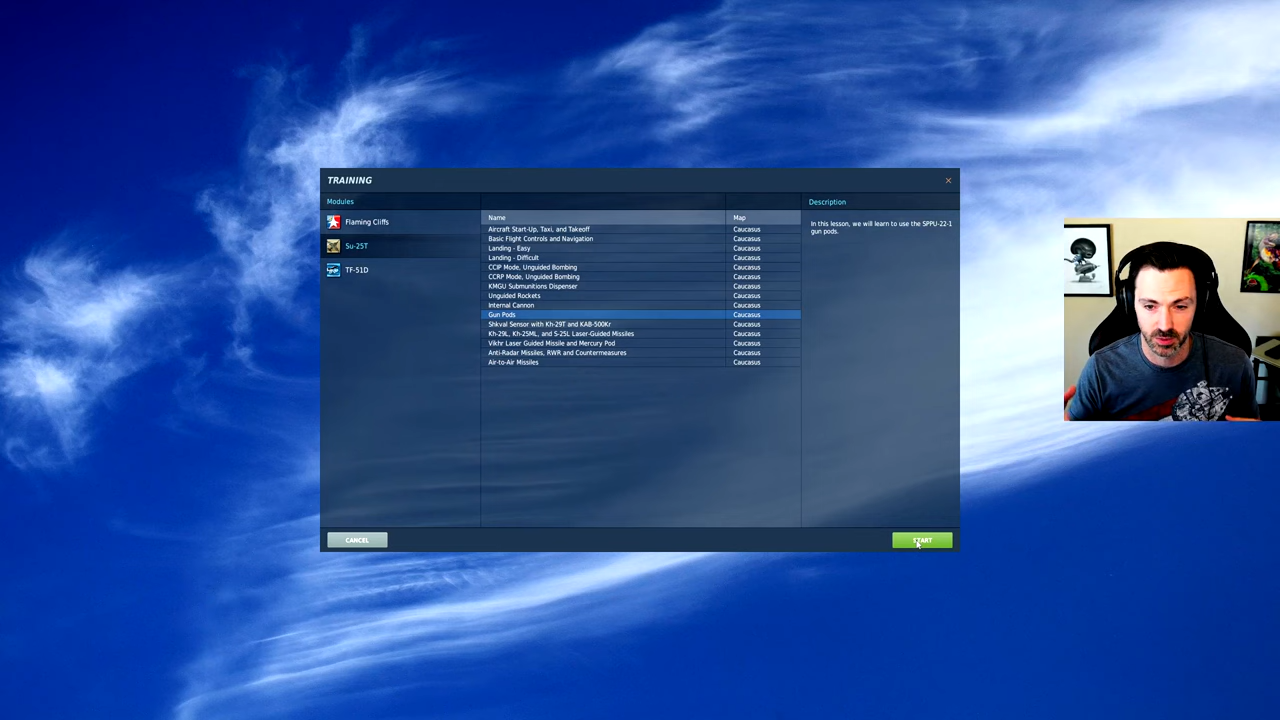 TRAINING
Modules
Flaming Cliffs
Su-25T
TF-51D
Name Map
Aircraft Start-Up, Taxi, and Takeoff Caucasus
Basic Flight Controls and Navigation Caucasus
Landing - Easy Caucasus
Landing - Difficult Caucasus
CCIP Mode, Unguided Bombing Caucasus
CCRP Mode, Unguided Bombing Caucasus
KMGU Submunitions Dispenser Caucasus
Unguided Rockets Caucasus
Internal Cannon Caucasus
Gun Pods Caucasus
Shkval Sensor with Kh-29T and KAB-500Kr Caucasus
Kh-29L, Kh-25ML, and S-25L Laser-Guided Missiles Caucasus
Vikhr Laser Guided Missile and Mercury Pod Caucasus
Anti-Radar Missiles, RWR and Countermeasures Caucasus
Air-to-Air Missiles Caucasus
Description
In this lesson, we will learn to use the SPPU-22-1
gun pods.
CANCEL
START